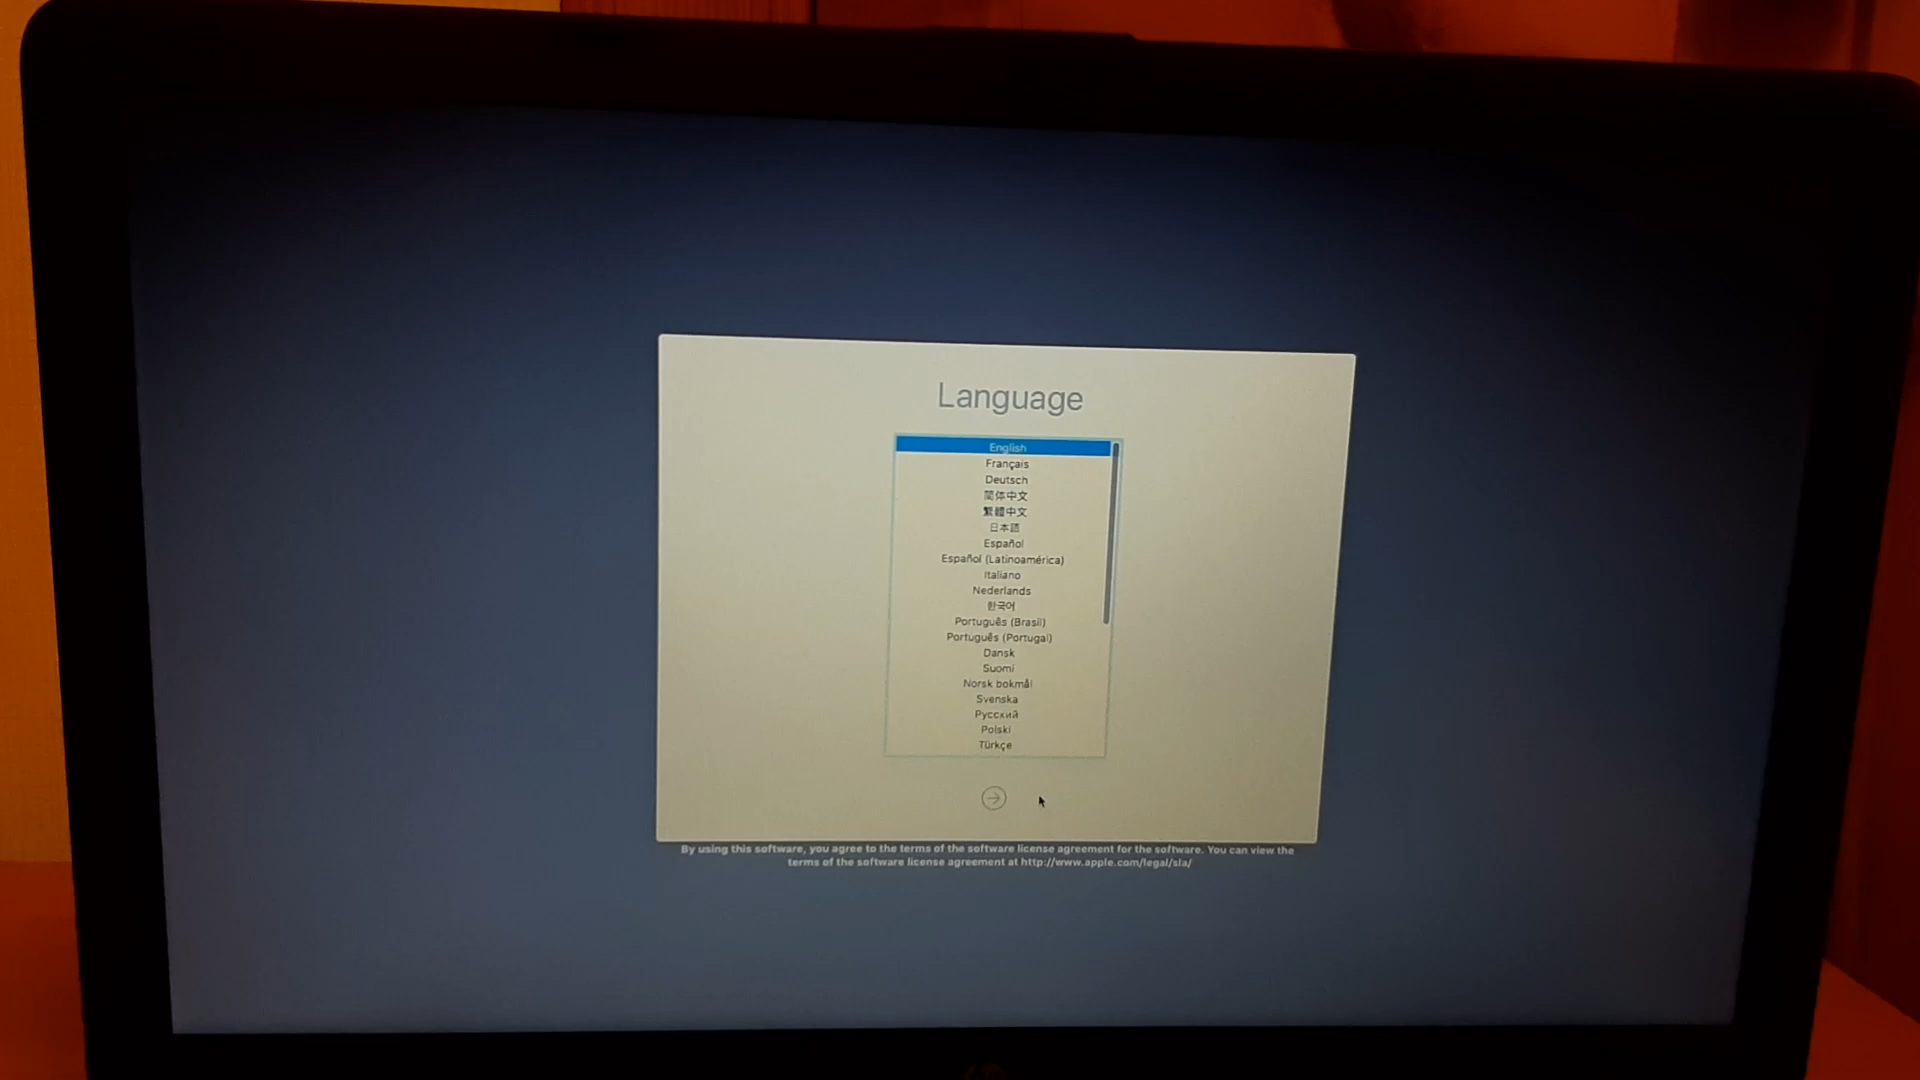 Language
English
Français
Deutsch
简体中文
繁體中文
日本語
Español
Español (Latinoamérica)
Italiano
Nederlands
한국어
Português (Brasil)
Português (Portugal)
Dansk
Suomi
Norsk bokmål
Svenska
Русский
Polski
Türkçe
By using this software, you agree to the terms of the software license agreement for the software. You can view the
terms of the software license agreement at http://www.apple.com/legal/sla/